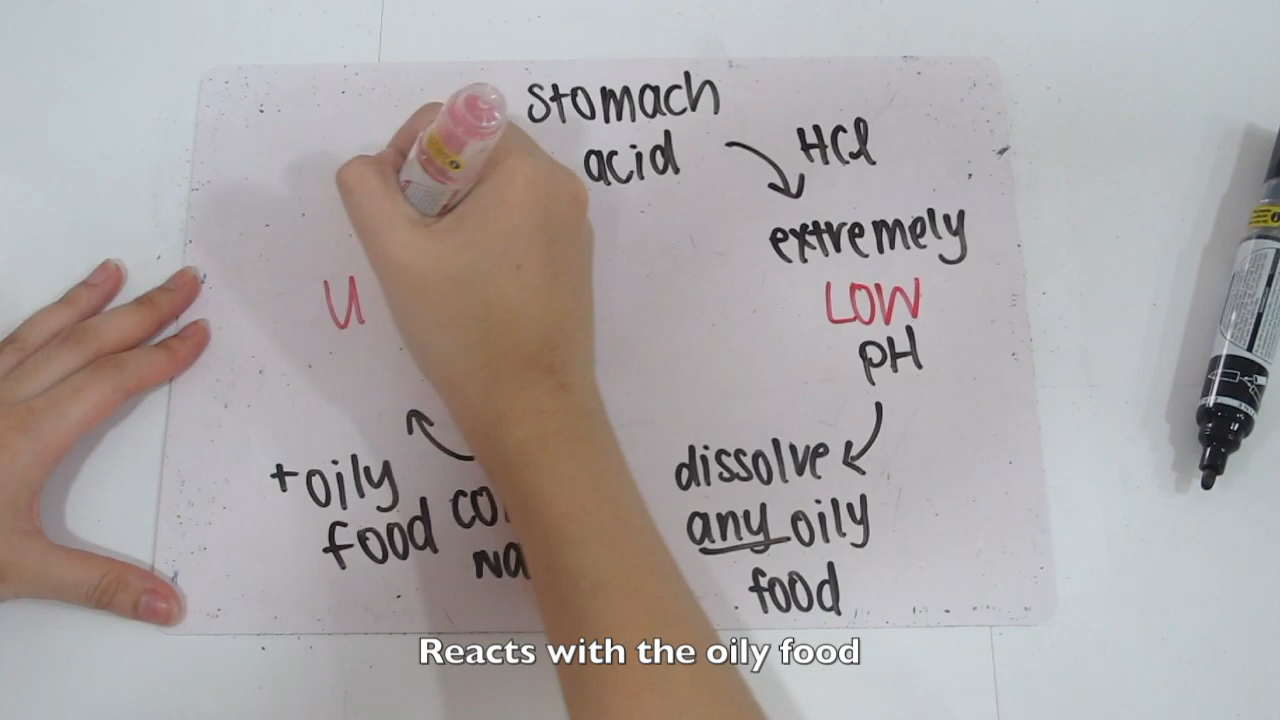 stomach
acid
HCl
extremely
LOW
pH
dissolve
any oily
food
+ oily
food
U
Reacts with the oily food